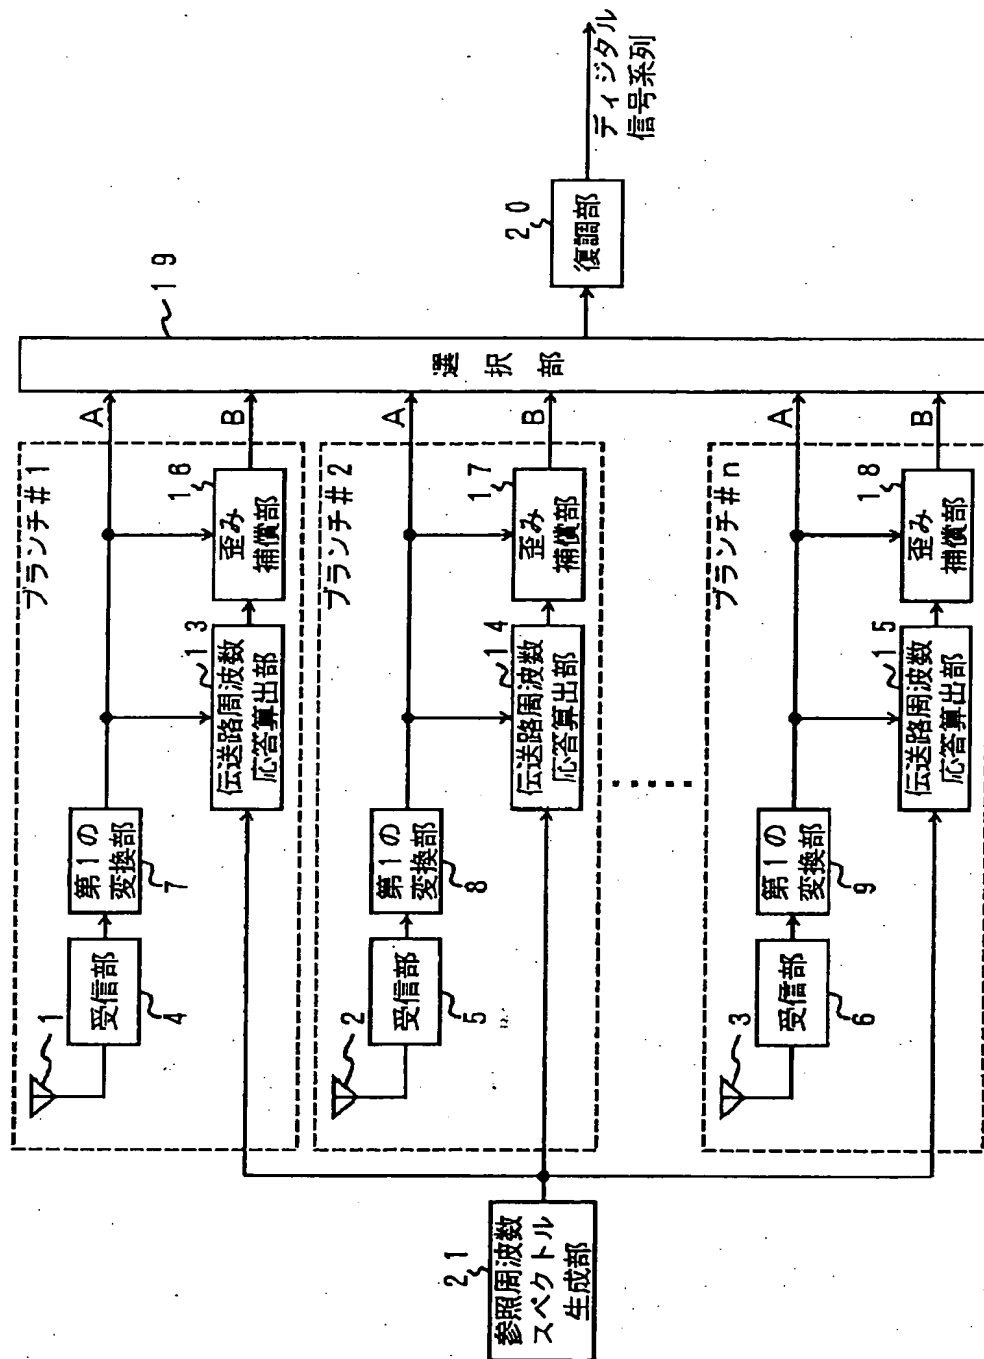 ブランチ#1
1
受信部
4
第1の
変換部
7
伝送路周波数
応答算出部
13
歪み
補償部
16
A
B
ブランチ#2
2
受信部
5
第1の
変換部
8
伝送路周波数
応答算出部
14
歪み
補償部
17
A
B
ブランチ#n
3
受信部
6
第1の
変換部
9
伝送路周波数
応答算出部
15
歪み
補償部
18
A
B
21
参照周波数
スペクトル
生成部
選択部
19
20
復調部
ディジタル
信号系列